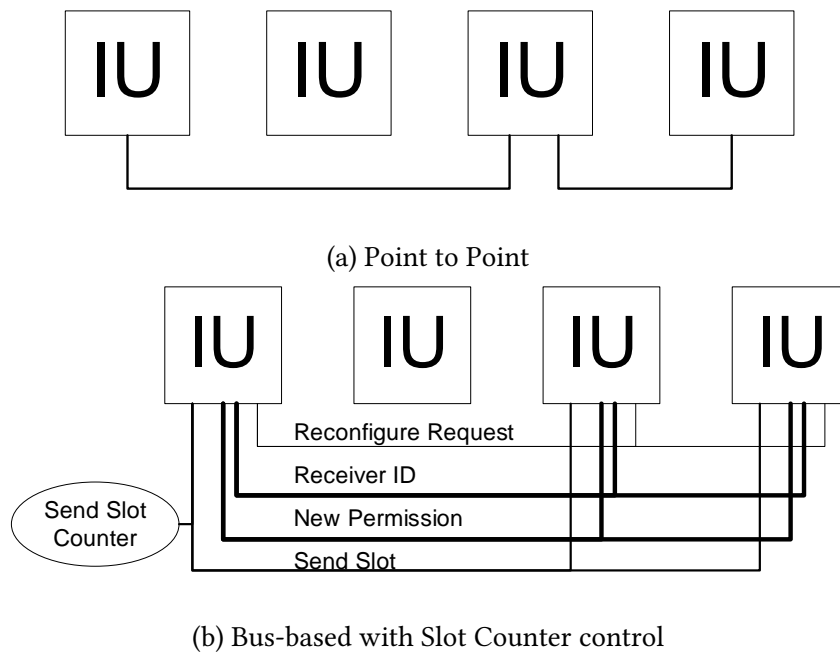 IU IU IU IU
(a) Point to Point
IU IU IU IU
Reconfigure Request
Receiver ID
Send Slot
Counter
New Permission
Send Slot
(b) Bus-based with Slot Counter control